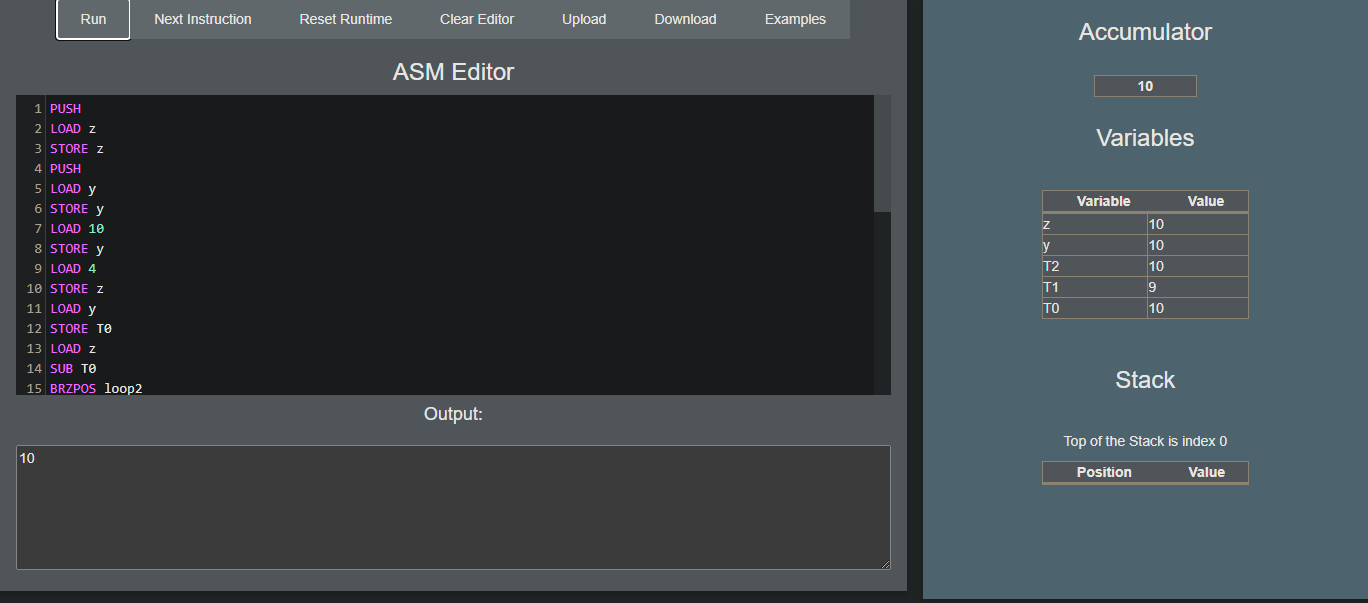 Run Next Instruction Reset Runtime Clear Editor Upload Download Examples
ASM Editor
1 PUSH
2 LOAD z
3 STORE z
4 PUSH
5 LOAD y
6 STORE y
7 LOAD 10
8 STORE y
9 LOAD 4
10 STORE z
11 LOAD y
12 STORE T0
13 LOAD z
14 SUB T0
15 BRZPOS loop2
Output:
10
Accumulator
10
Variables
Variable Value
z 10
y 10
T2 10
T1 9
T0 10
Stack
Top of the Stack is index 0
Position Value